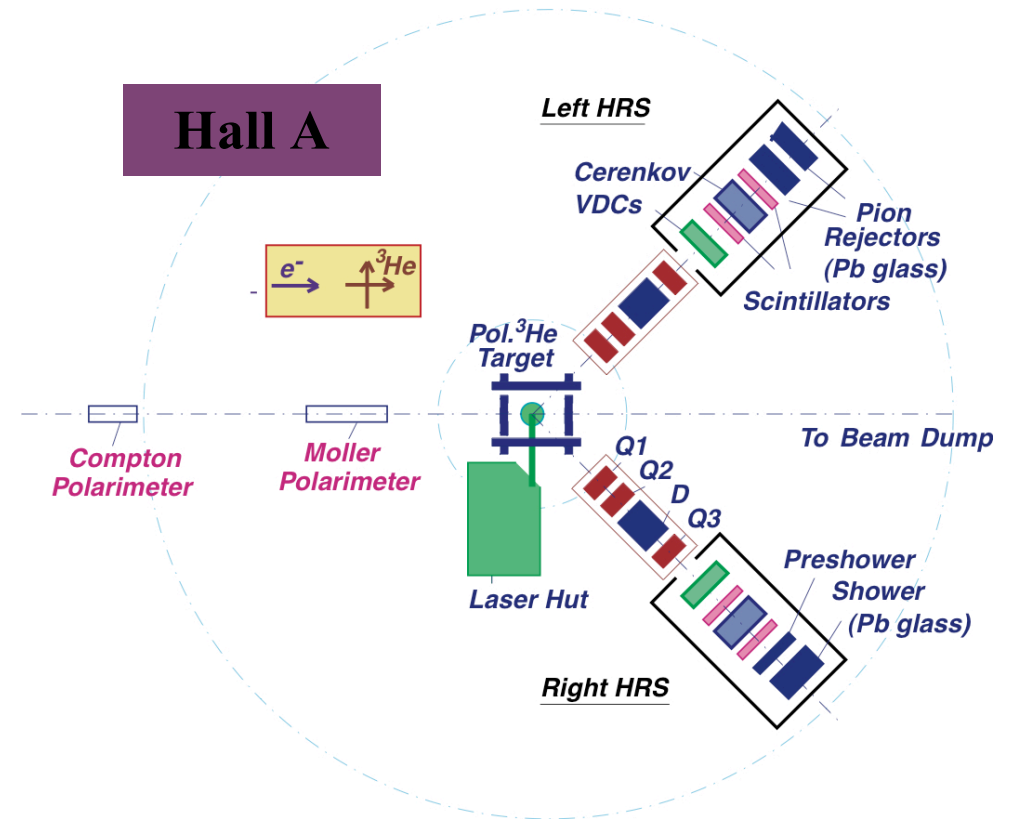 Hall A
Left HRS
Cerenkov
VDCs
Pion
Rejectors
(Pb glass)
Scintillators
e-
3He
Pol.3He
Target
To Beam Dump
Compton
Polarimeter
Moller
Polarimeter
Q1
Q2
D
Q3
Laser Hut
Preshower
Shower
(Pb glass)
Right HRS